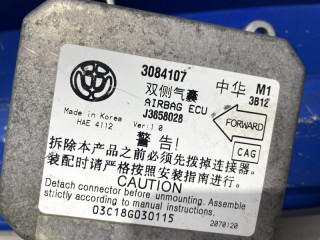 3084107
双侧气囊
AIRBAG ECU
J3858028
Ver:1.0
中华 M1
3B12
Made in Korea
HAE 4112
FORWARD
CAG
警告!
拆除本产品之前必须先拨掉连接器.
装配时请严格按照安装指南进行.
CAUTION
Detach connector before unmounting. Assemble
strictly according to manual instructions.
03C18G030115
2070120